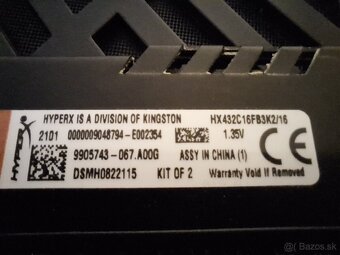 HYPERX IS A DIVISION OF KINGSTON
HX432C16FB3K2/16
2101 0000009048794-E002354
1.35V
9905743-067.A00G
ASSY IN CHINA (1)
DSMH0822115
KIT OF 2
Warranty Void If Removed
HYPERX
Bazos.sk